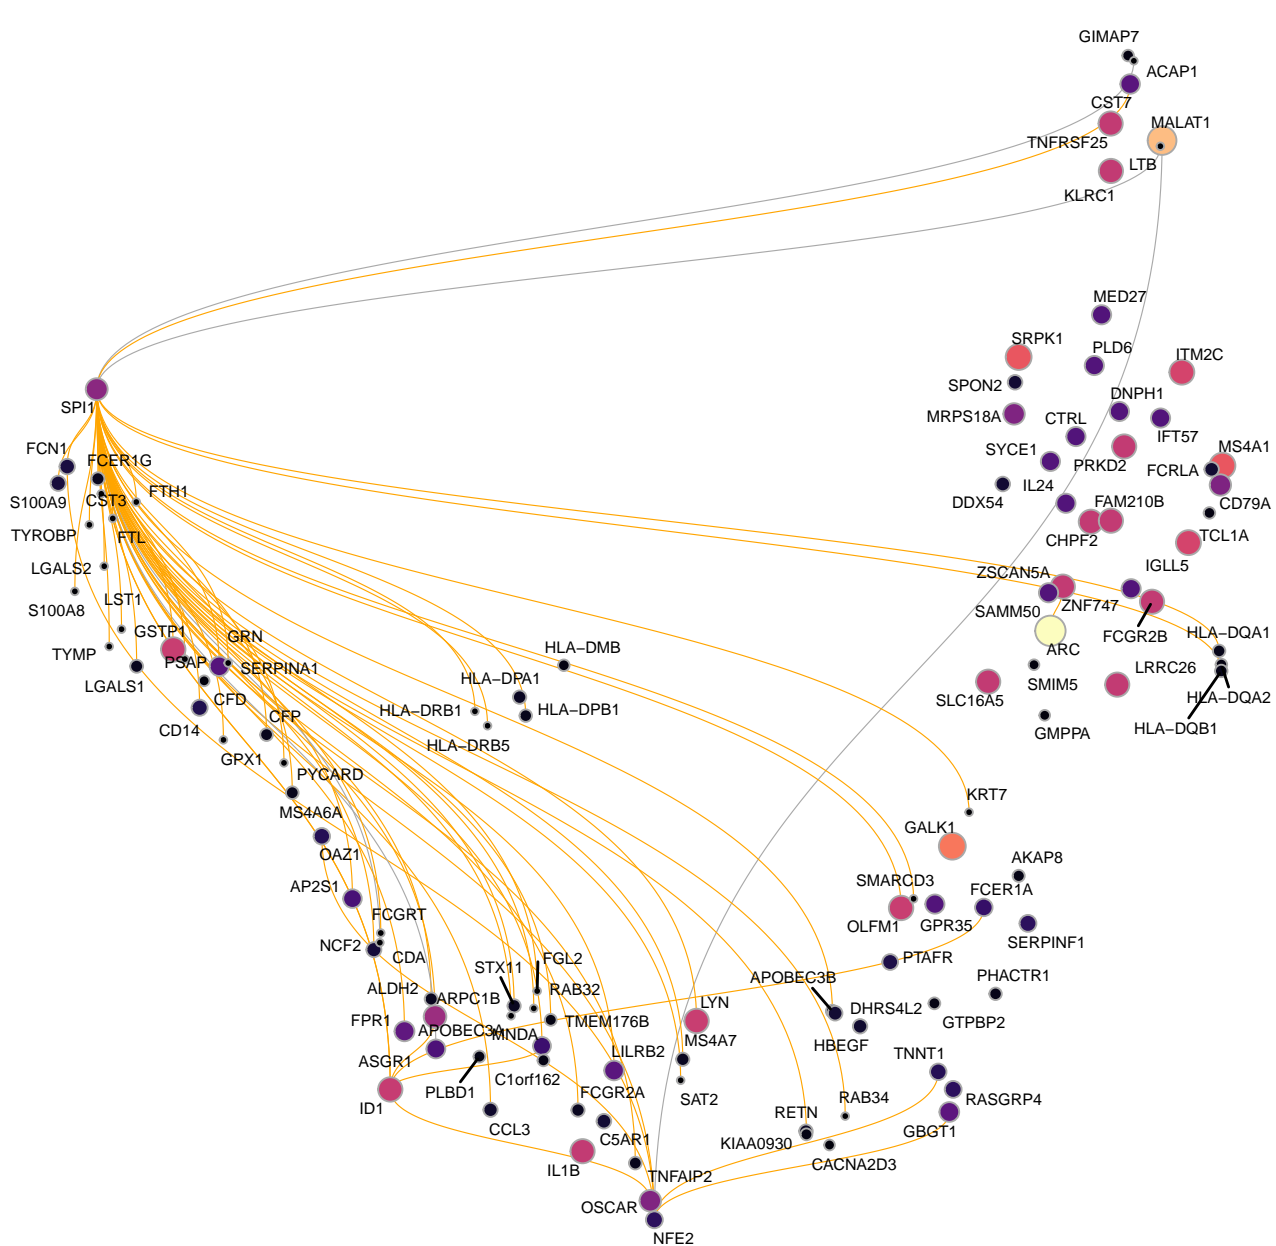 GIMAP7
ACAP1
CST7
MALAT1
TNFRSF25
LTB
KLRC1
MED27
SRPK1
PLD6
ITM2C
SPON2
DNPH1
MRPS18A
CTRL
IFT57
SPI1
SYCE1
PRKD2
MS4A1
FCRLA
FCN1
FCER1G
IL24
S100A9
CST3
FTH1
DDX54
FAM210B
CD79A
TYROBP
FTL
CHPF2
TCL1A
LGALS2
IGLL5
ZSCAN5A
S100A8
LST1
SAMM50
ZNF747
GSTP1
GRN
FCGR2B
HLA−DQA1
TYMP
PSAP
SERPINA1
HLA−DMB
ARC
LGALS1
CFD
HLA−DPA1
SMIM5
LRRC26
SLC16A5
HLA−DQA2
CD14
CFP
HLA−DRB1
HLA−DPB1
HLA−DQB1
GMPPA
GPX1
HLA−DRB5
PYCARD
KRT7
MS4A6A
GALK1
OAZ1
AKAP8
AP2S1
SMARCD3
FCER1A
FCGRT
OLFM1
GPR35
SERPINF1
NCF2
CDA
STX11
FGL2
PTAFR
APOBEC3B
PHACTR1
ALDH2
ARPC1B
RAB32
LYN
DHRS4L2
GTPBP2
FPR1
APOBEC3A
MNDA
TMEM176B
MS4A7
HBEGF
ASGR1
LILRB2
TNNT1
PLBD1
C1orf162
FCGR2A
SAT2
RAB34
RASGRP4
ID1
CCL3
C5AR1
RETN
KIAA0930
GBGT1
IL1B
TNFAIP2
CACNA2D3
OSCAR
NFE2